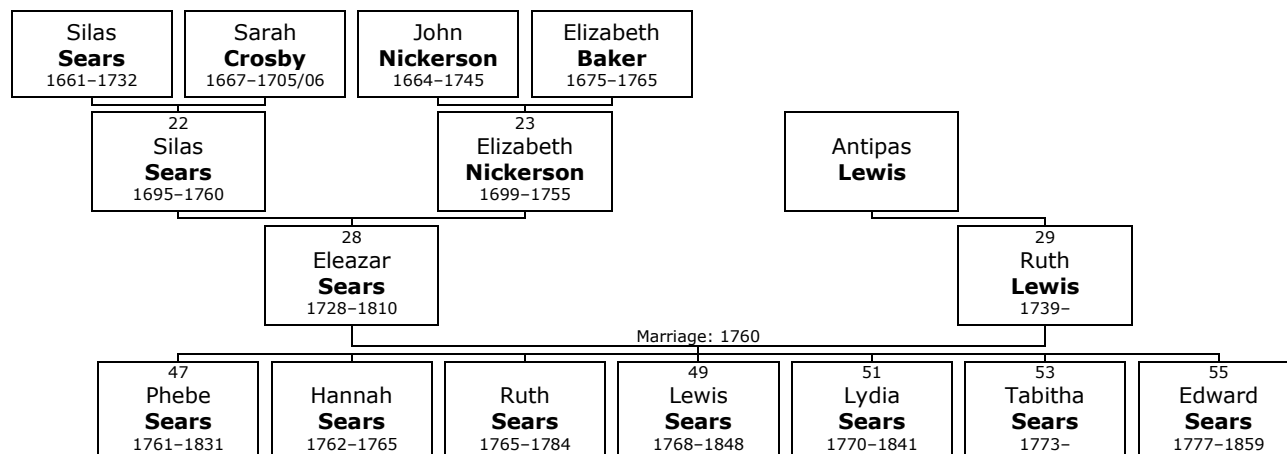 Silas
Sears
1661–1732
Sarah
Crosby
1667–1705/06
John
Nickerson
1664–1745
Elizabeth
Baker
1675–1765
22
Silas
Sears
1695–1760
23
Elizabeth
Nickerson
1699–1755
Antipas
Lewis
28
Eleazar
Sears
1728–1810
29
Ruth
Lewis
1739–
Marriage: 1760
47
Phebe
Sears
1761–1831
Hannah
Sears
1762–1765
Ruth
Sears
1765–1784
49
Lewis
Sears
1768–1848
51
Lydia
Sears
1770–1841
53
Tabitha
Sears
1773–
55
Edward
Sears
1777–1859